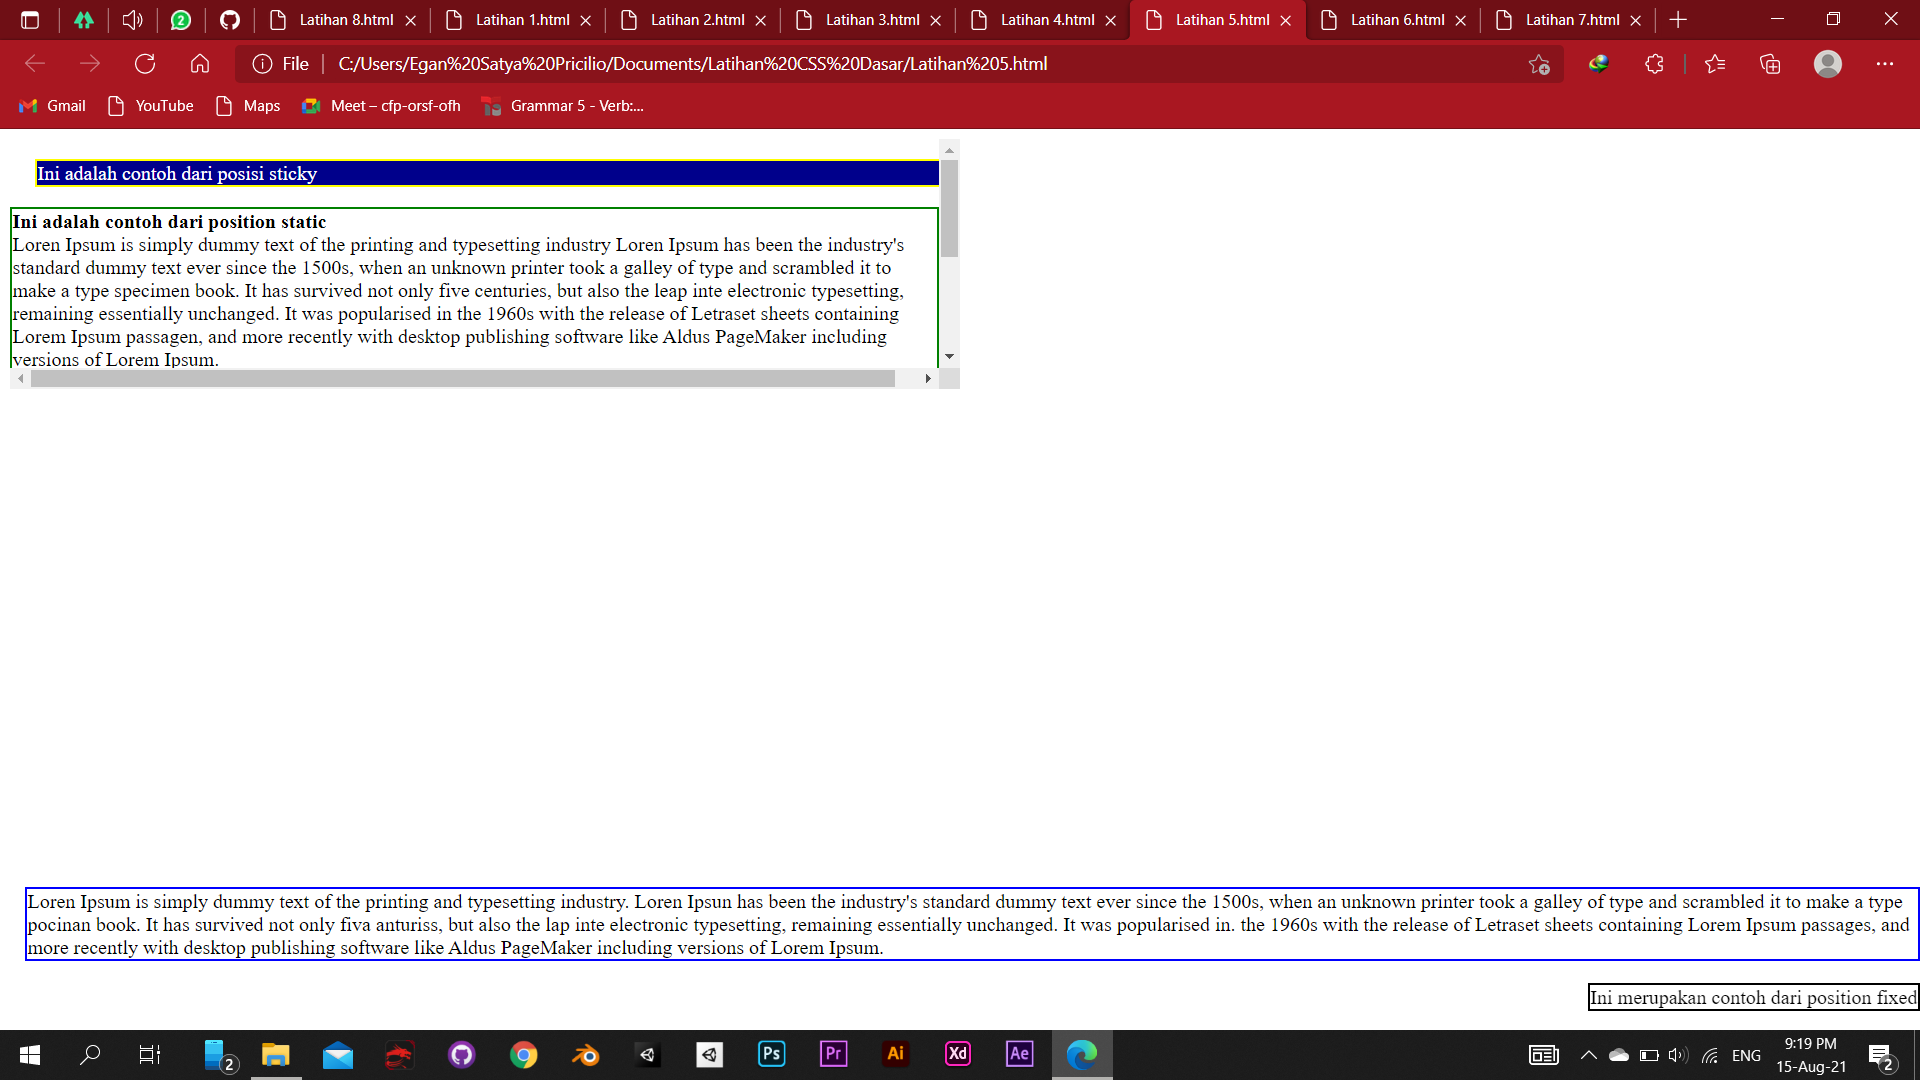 2
Latihan 8.html
Latihan 1.html
Latihan 2.html
Latihan 3.html
Latihan 4.html
Latihan 5.html
Latihan 6.html
Latihan 7.html
File
C:/Users/Egan%20Satya%20Pricilio/Documents/Latihan%20CSS%20Dasar/Latihan%205.html
Gmail
YouTube
Maps
Meet – cfp-orsf-ofh
Grammar 5 - Verb:...
Ini adalah contoh dari posisi sticky
Ini adalah contoh dari position static
Loren Ipsum is simply dummy text of the printing and typesetting industry Loren Ipsum has been the industry's
standard dummy text ever since the 1500s, when an unknown printer took a galley of type and scrambled it to
make a type specimen book. It has survived not only five centuries, but also the leap inte electronic typesetting,
remaining essentially unchanged. It was popularised in the 1960s with the release of Letraset sheets containing
Lorem Ipsum passagen, and more recently with desktop publishing software like Aldus PageMaker including
versions of Lorem Ipsum.
Loren Ipsum is simply dummy text of the printing and typesetting industry. Loren Ipsun has been the industry's standard dummy text ever since the 1500s, when an unknown printer took a galley of type and scrambled it to make a type
pocinan book. It has survived not only fiva anturiss, but also the lap inte electronic typesetting, remaining essentially unchanged. It was popularised in. the 1960s with the release of Letraset sheets containing Lorem Ipsum passages, and
more recently with desktop publishing software like Aldus PageMaker including versions of Lorem Ipsum.
Ini merupakan contoh dari position fixed
2
Ps
Pr
Ai
Xd
Ae
ENG
9:19 PM
15-Aug-21
2